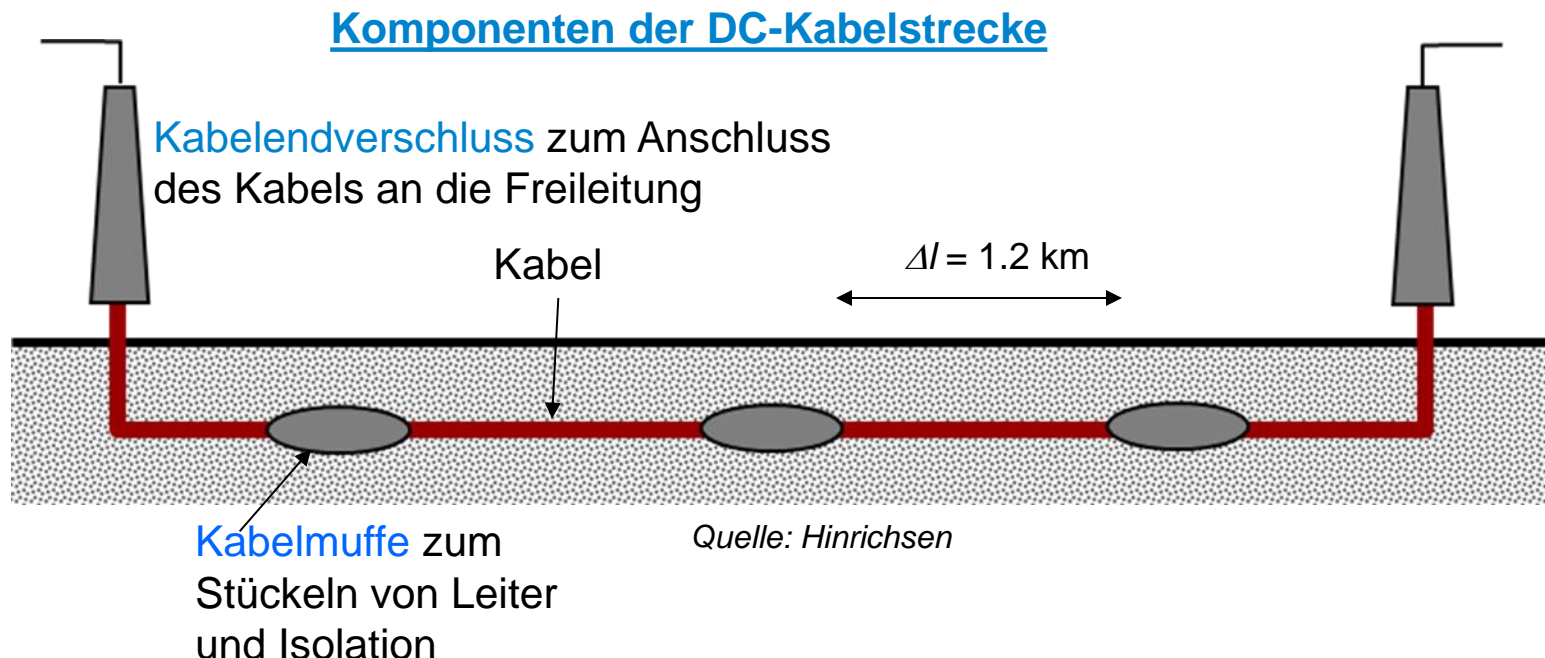 Komponenten der DC-Kabelstrecke
Kabelendverschluss zum Anschluss
des Kabels an die Freileitung
Kabel
Δl = 1.2 km
Kabelmuffe zum
Stückeln von Leiter
und Isolation
Quelle: Hinrichsen